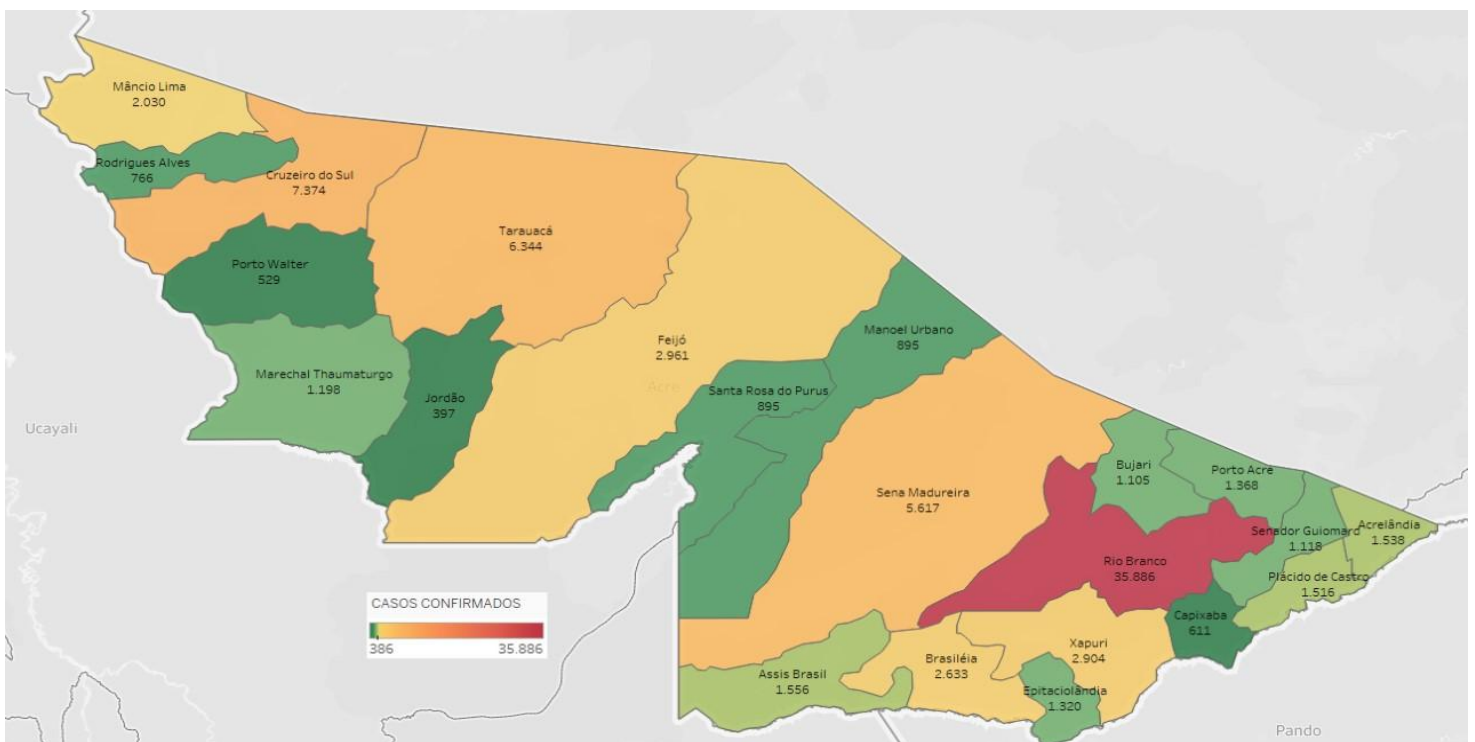 Mâncio Lima
2.030
Rodrigues Alves
766
Cruzeiro do Sul
7.374
Tarauacá
6.344
Porto Walter
529
Manoel Urbano
895
Feijó
2.961
Marechal Thaumaturgo
1.198
Jordão
397
Santa Rosa do Purus
895
Acre
Ucayali
Sena Madureira
5.617
Bujari
1.105
Porto Acre
1.368
Senador Guiomard
1.118
Acrelândia
1.538
Rio Branco
35.886
Plácido de Castro
1.516
Capixaba
611
Xapuri
2.904
Brasiléia
2.633
Assis Brasil
1.556
Epitaciolândia
1.320
Pando
CASOS CONFIRMADOS
386
35.886